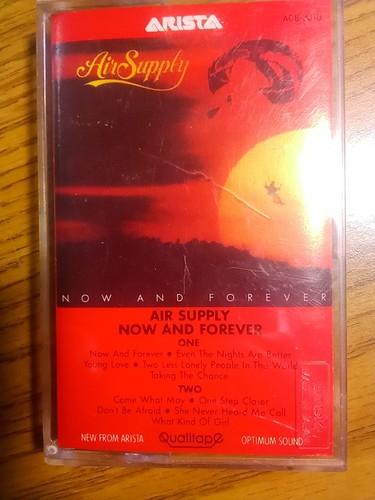 ARISTA
Air Supply
NOW AND FOREVER
AIR SUPPLY
NOW AND FOREVER
ONE
Now And Forever • Even The Nights Are Better
Young Love • Two Less Lonely People In The World
Taking The Chance
TWO
Come What May • One Step Closer
Don't Be Afraid • She Never Heard Me Call
What Kind Of Girl
NEW FROM ARISTA
Qualitape
OPTIMUM SOUND